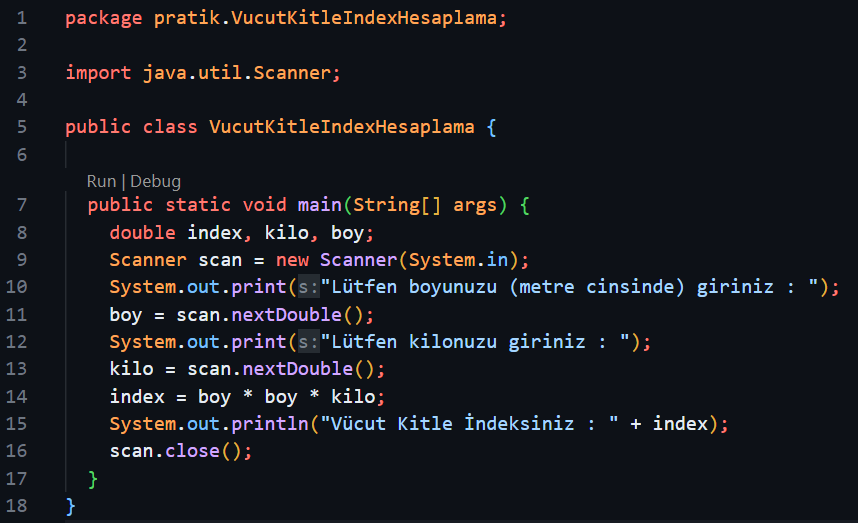 1 package pratik.VucutKitleIndexHesaplama;
2
3 import java.util.Scanner;
4
5 public class VucutKitleIndexHesaplama {
6
Run | Debug
7 public static void main(String[] args) {
8 double index, kilo, boy;
9 Scanner scan = new Scanner(System.in);
10 System.out.print(s:"Lütfen boyunuzu (metre cinsinde) giriniz : ");
11 boy = scan.nextDouble();
12 System.out.print(s:"Lütfen kilonuzu giriniz : ");
13 kilo = scan.nextDouble();
14 index = boy * boy * kilo;
15 System.out.println("Vücut Kitle İndeksiniz : " + index);
16 scan.close();
17 }
18 }